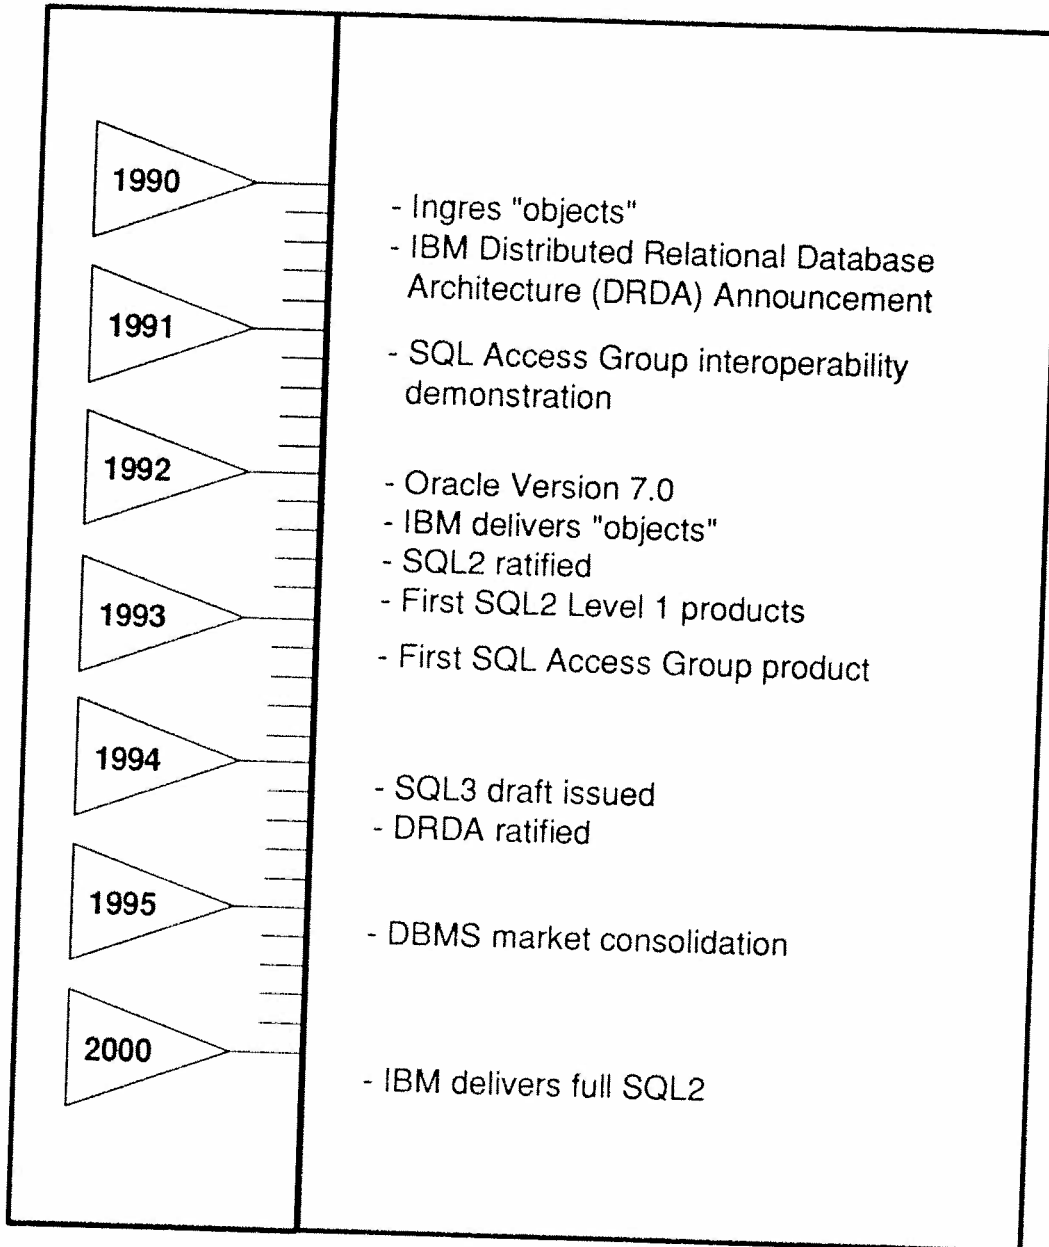 1990
- Ingres "objects"
- IBM Distributed Relational Database
Architecture (DRDA) Announcement
1991
- SQL Access Group interoperability
demonstration
1992
- Oracle Version 7.0
- IBM delivers "objects"
- SQL2 ratified
- First SQL2 Level 1 products
1993
- First SQL Access Group product
1994
- SQL3 draft issued
- DRDA ratified
1995
- DBMS market consolidation
2000
- IBM delivers full SQL2